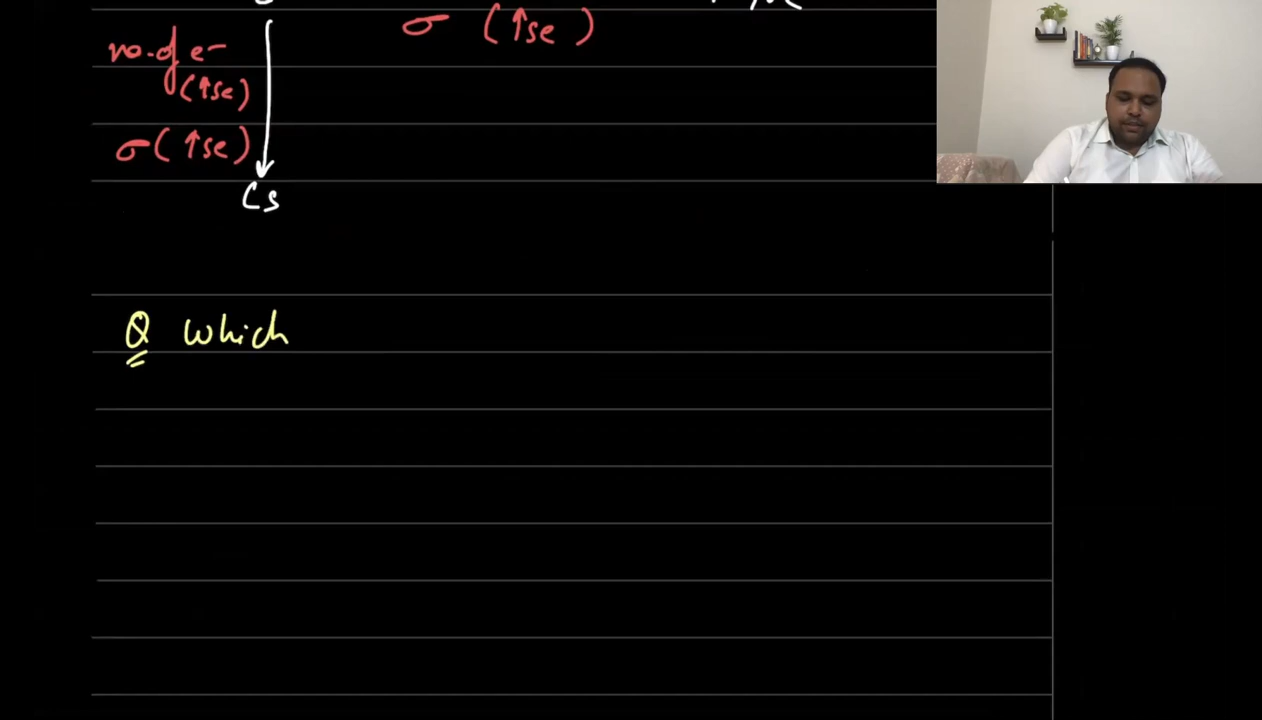 σ (↑se)
no. of e-
(↑se)
σ(↑se)
Cs
Q Which